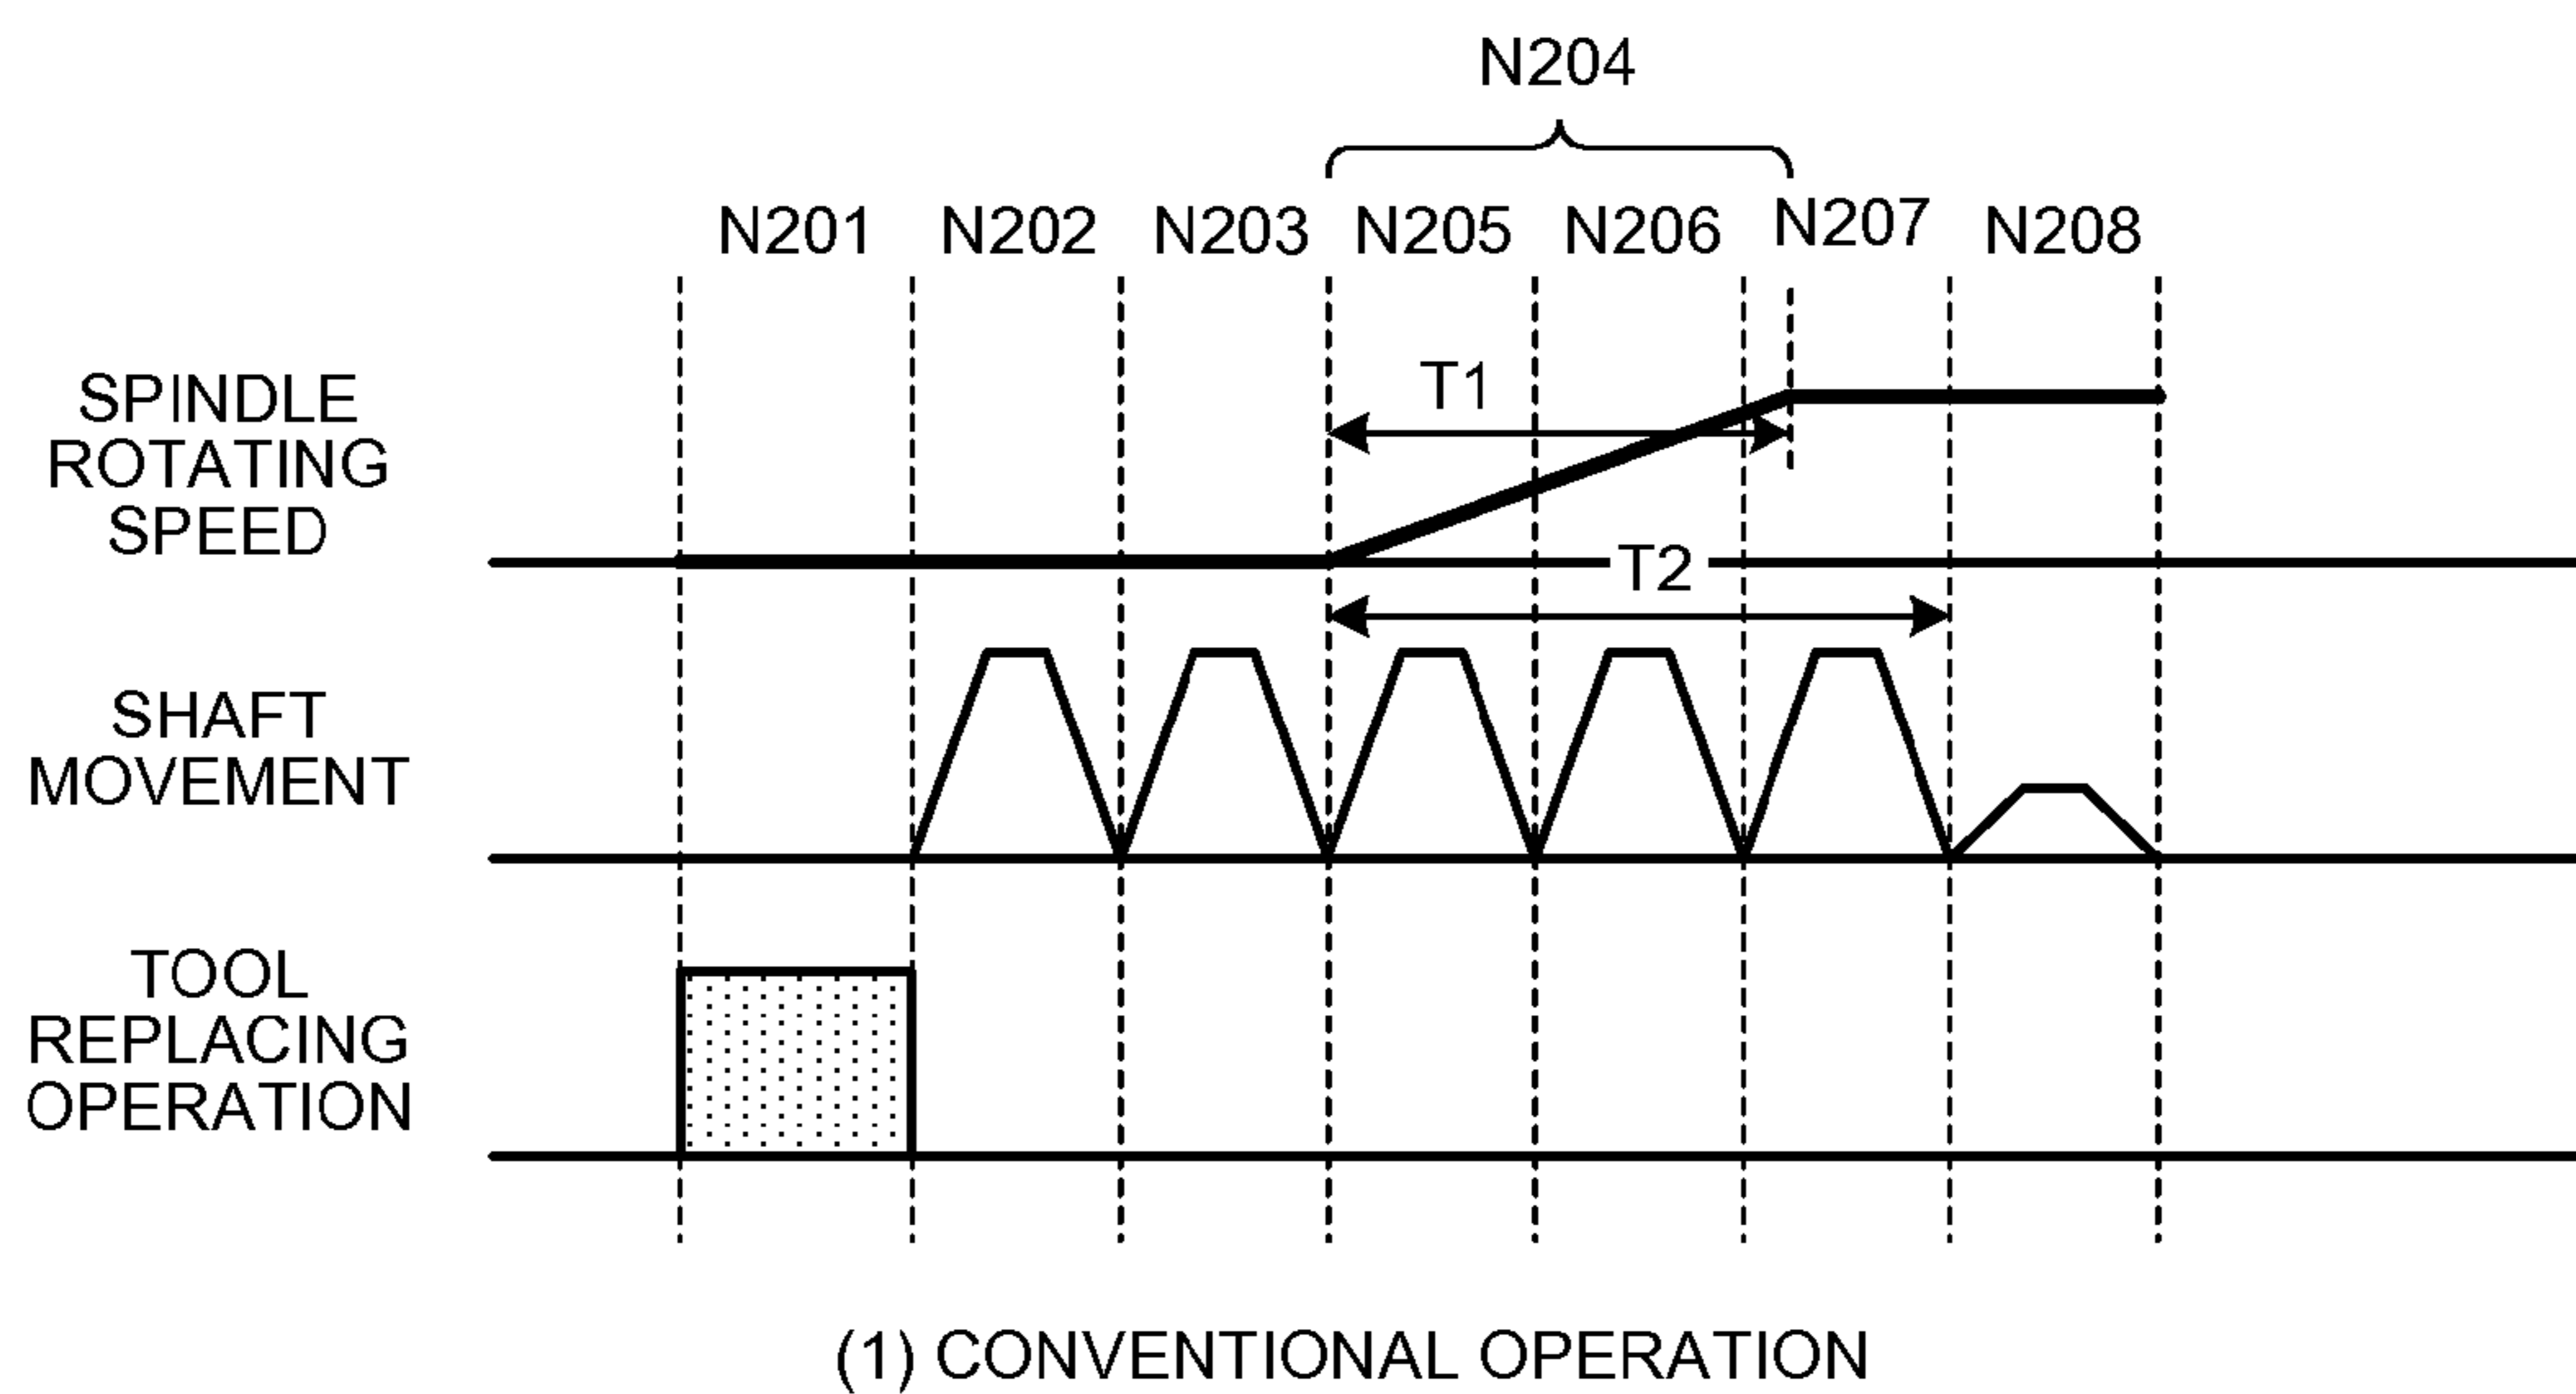 N204
N201 N202 N203 N205 N206 N207 N208
SPINDLE
ROTATING
SPEED
T1
T2
SHAFT
MOVEMENT
TOOL
REPLACING
OPERATION
(1) CONVENTIONAL OPERATION